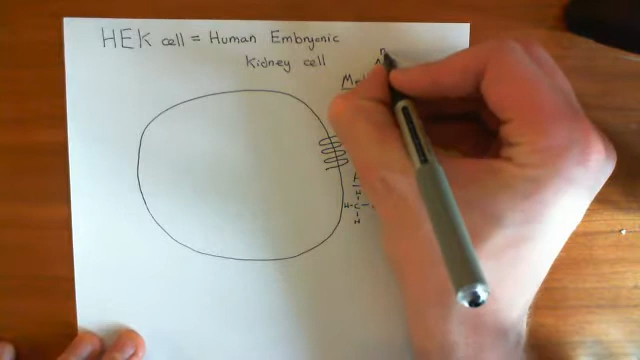 HEK cell = Human Embryonic
Kidney cell
H
H-C-
H